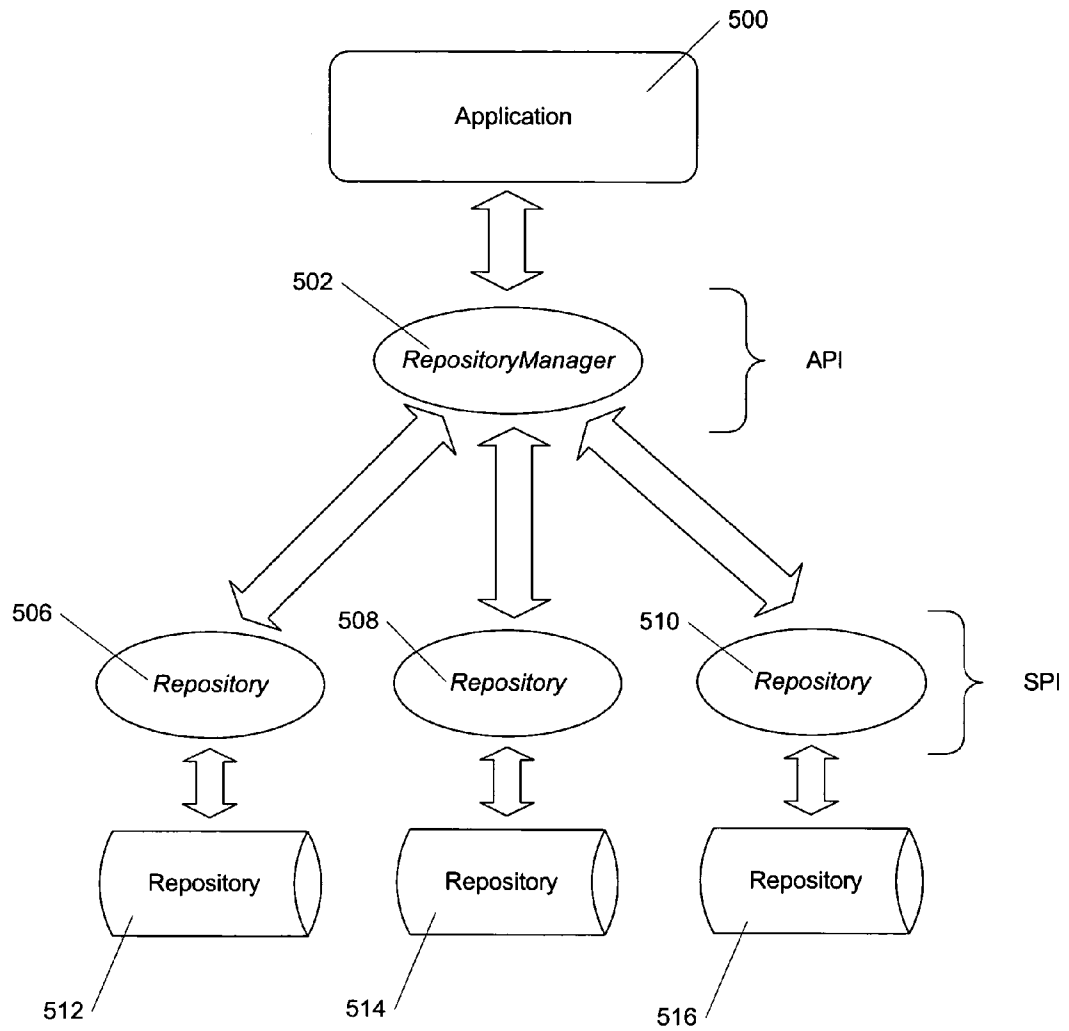 500
Application
502
RepositoryManager
API
506
508
510
Repository
Repository
Repository
SPI
Repository
Repository
Repository
512
514
516